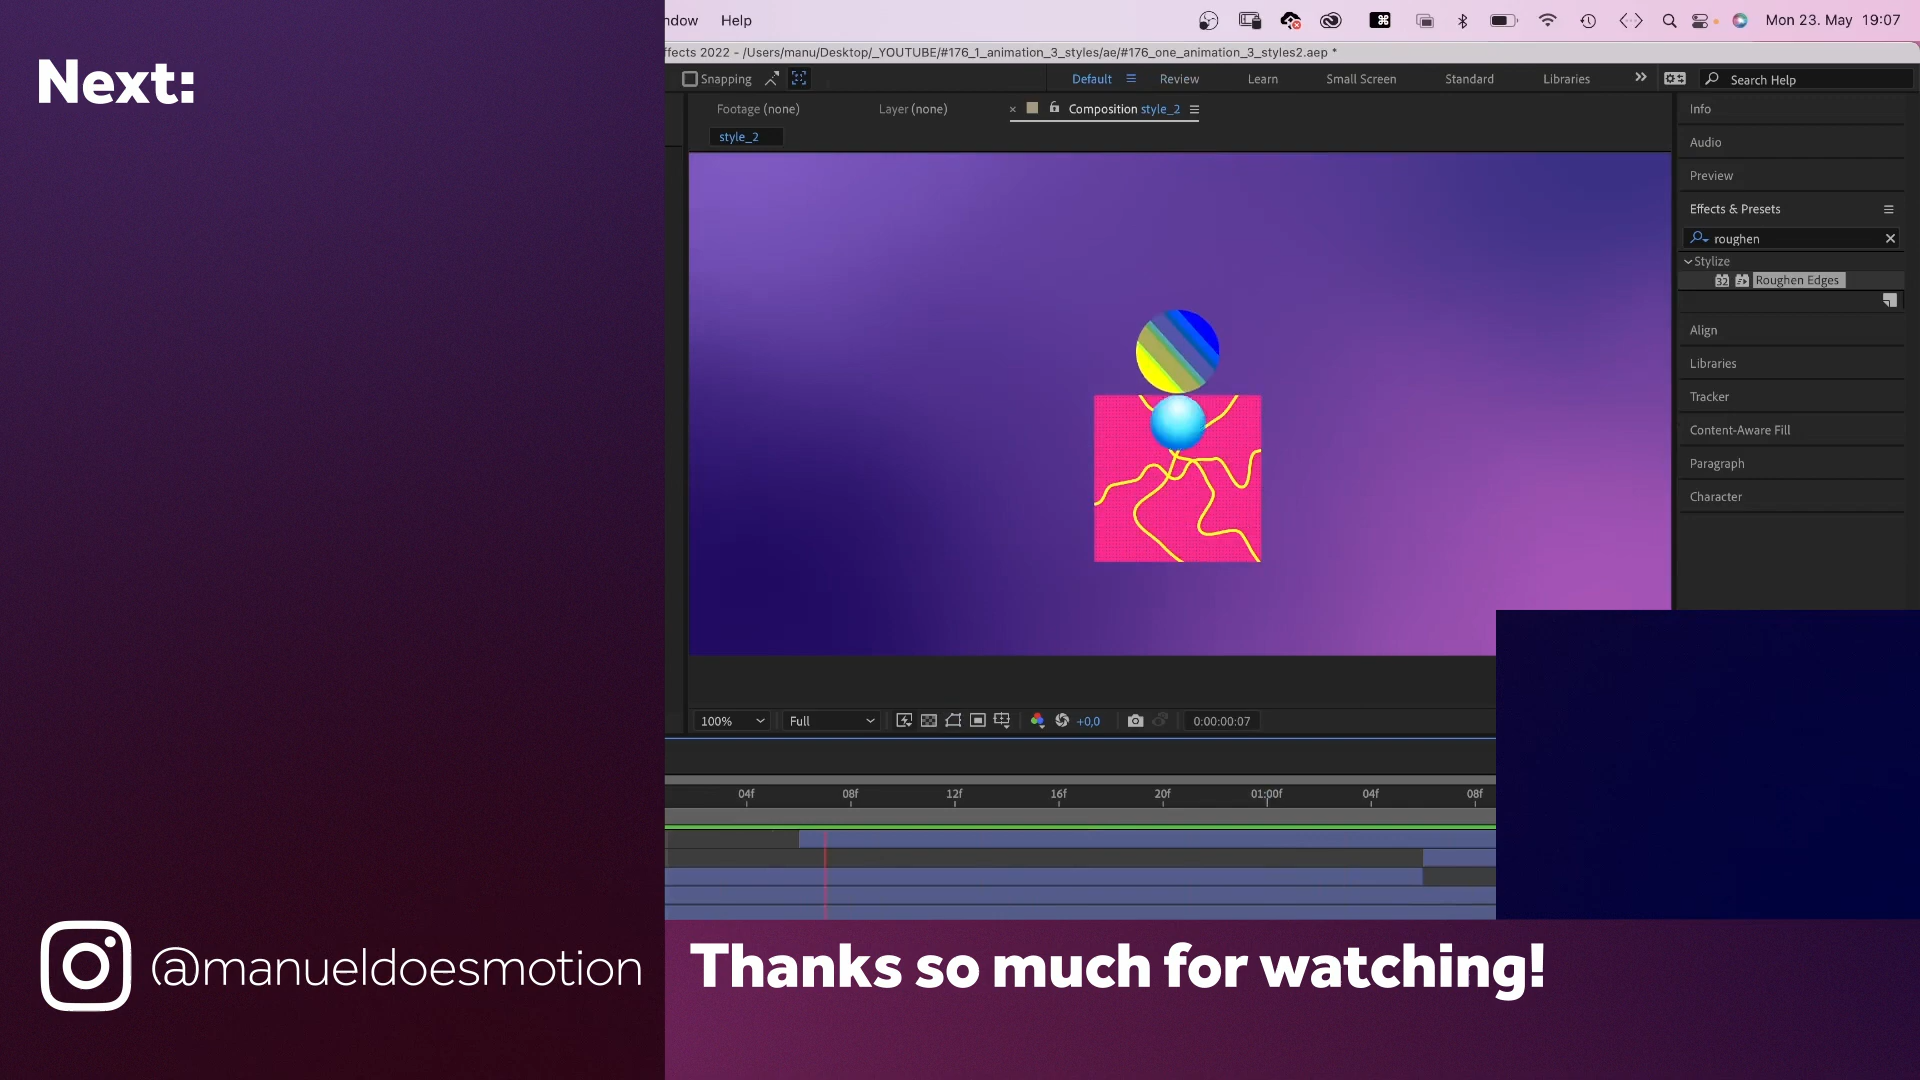 Next:
ndow Help
Mon 23. May 19:07
ffects 2022 - /Users/manu/Desktop/_YOUTUBE/#176_1_animation_3_styles/ae/#176_one_animation_3_styles2.aep *
Snapping
Default Review Learn Small Screen Standard Libraries
Search Help
Footage (none) Layer (none) × Composition style_2
style_2
Info
Audio
Preview
Effects & Presets
roughen
Stylize
32 Roughen Edges
Align
Libraries
Tracker
Content-Aware Fill
Paragraph
Character
100% Full +0,0 0:00:00:07
04f 08f 12f 16f 20f 01:00f 04f 08f
@manueldoesmotion
Thanks so much for watching!